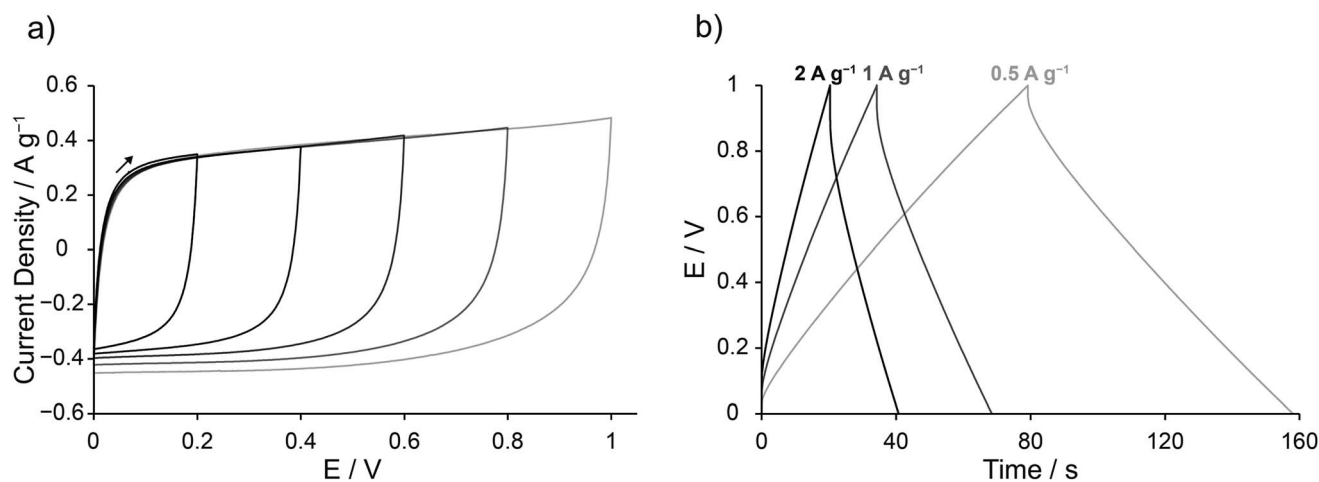 a)
Current Density / A g⁻¹
0.6
0.4
0.2
0
−0.2
−0.4
−0.6
0 0.2 0.4 0.6 0.8 1
E / V
b)
2 A g⁻¹ 1 A g⁻¹ 0.5 A g⁻¹
E / V
1
0.8
0.6
0.4
0.2
0
0 40 80 120 160
Time / s